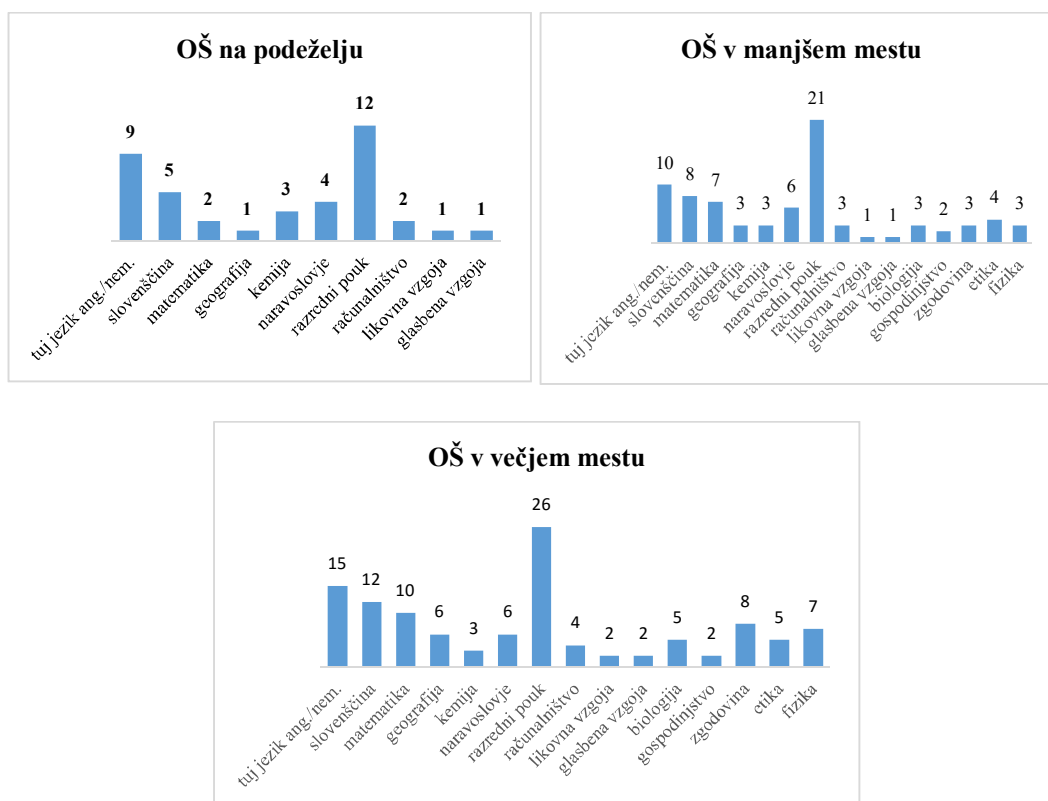 OŠ na podeželju
9
5
2
1
3
4
12
2
1
1
tuj jezik ang./nem.
slovenščina
matematika
geografija
kemija
naravoslovje
razredni pouk
računalništvo
likovna vzgoja
glasbena vzgoja
OŠ v manjšem mestu
10
8
7
3
3
6
21
3
1
1
3
2
3
4
3
tuj jezik ang./nem.
slovenščina
matematika
geografija
kemija
naravoslovje
razredni pouk
računalništvo
likovna vzgoja
glasbena vzgoja
biologija
gospodinjstvo
zgodovina
etika
fizika
OŠ v večjem mestu
15
12
10
6
3
6
26
4
2
2
5
2
8
5
7
tuj jezik ang./nem.
slovenščina
matematika
geografija
kemija
naravoslovje
razredni pouk
računalništvo
likovna vzgoja
glasbena vzgoja
biologija
gospodinjstvo
zgodovina
etika
fizika